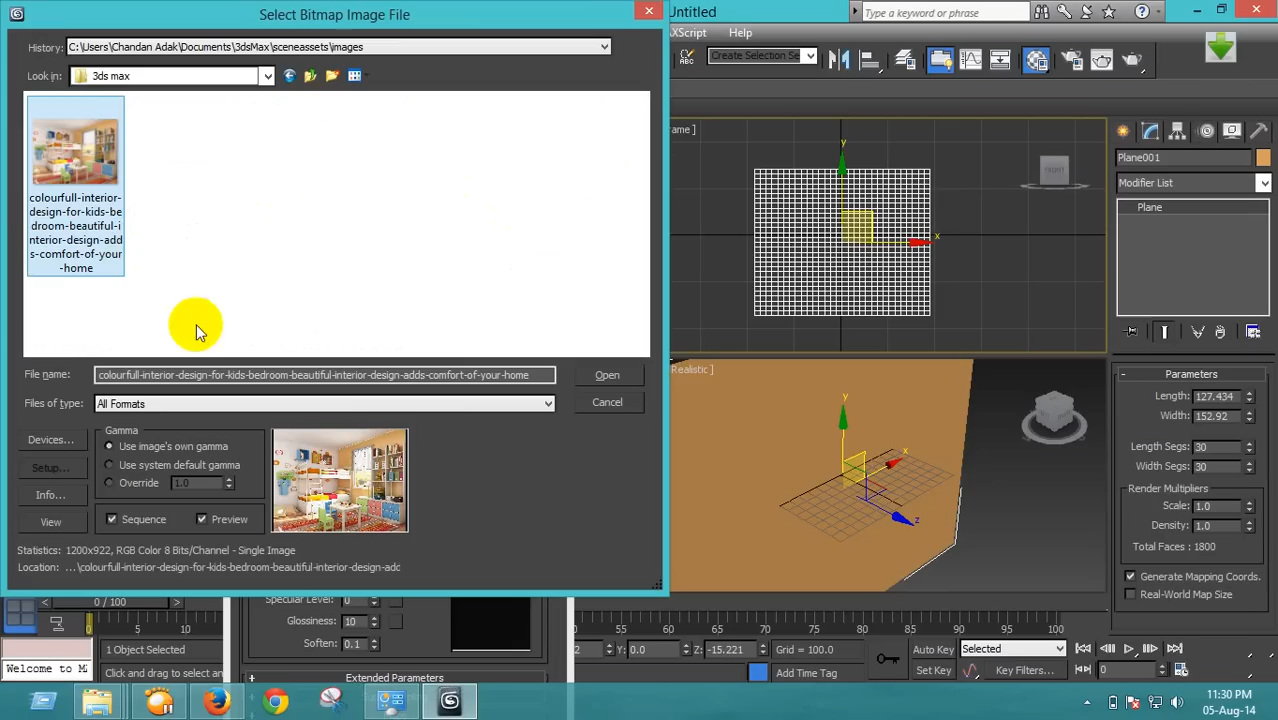 Select Bitmap Image File
Untitled
Type a keyword or phrase
History: C:\Users\Chandan Adak\Documents\3dsMax\sceneassets\images
AXScript Help
Look in: 3ds max
Create Selection Se
ame ]
y
FRONT
x
Plane001
Modifier List
Plane
colourfull-interior-
design-for-kids-be
droom-beautiful-in
terior-design-add
s-comfort-of-your
-home
File name: colourfull-interior-design-for-kids-bedroom-beautiful-interior-design-adds-comfort-of-your-home Open
Files of type: All Formats Cancel
Realistic ]
y
x
z
Parameters
Length: 127.434
Width: 152.92
Length Segs: 30
Width Segs: 30
Render Multipliers
Scale: 1.0
Density: 1.0
Total Faces : 1800
Generate Mapping Coords.
Real-World Map Size
Devices...
Setup...
Info...
View
Gamma
Use image's own gamma
Use system default gamma
Override 1.0
Sequence Preview
Statistics: 1200x922, RGB Color 8 Bits/Channel - Single Image
Location: ...\colourfull-interior-design-for-kids-bedroom-beautiful-interior-design-adc
< 0 / 100 >
Specular Level: 0
Glossiness: 10
Soften: 0.1
Extended Parameters
0 5 10
55 60 65 70 75 80 85 90 95 100
1 Object Selected
Welcome to M
Click and drag to select an
2 Y: 0.0 Z: -15.221 Grid = 100.0
Add Time Tag
Auto Key Selected
Set Key Key Filters...
0
11:30 PM
05-Aug-14